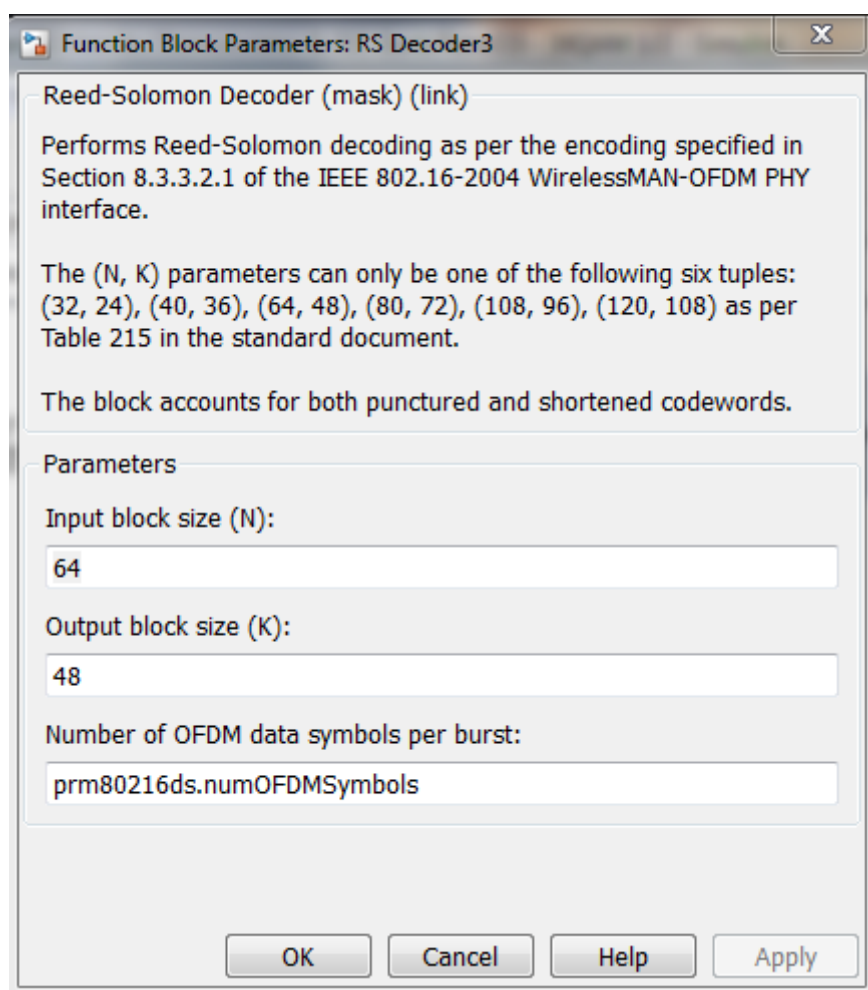 Function Block Parameters: RS Decoder3
Reed-Solomon Decoder (mask) (link)
Performs Reed-Solomon decoding as per the encoding specified in
Section 8.3.3.2.1 of the IEEE 802.16-2004 WirelessMAN-OFDM PHY
interface.
The (N, K) parameters can only be one of the following six tuples:
(32, 24), (40, 36), (64, 48), (80, 72), (108, 96), (120, 108) as per
Table 215 in the standard document.
The block accounts for both punctured and shortened codewords.
Parameters
Input block size (N):
64
Output block size (K):
48
Number of OFDM data symbols per burst:
prm80216ds.numOFDMSymbols
OK Cancel Help Apply